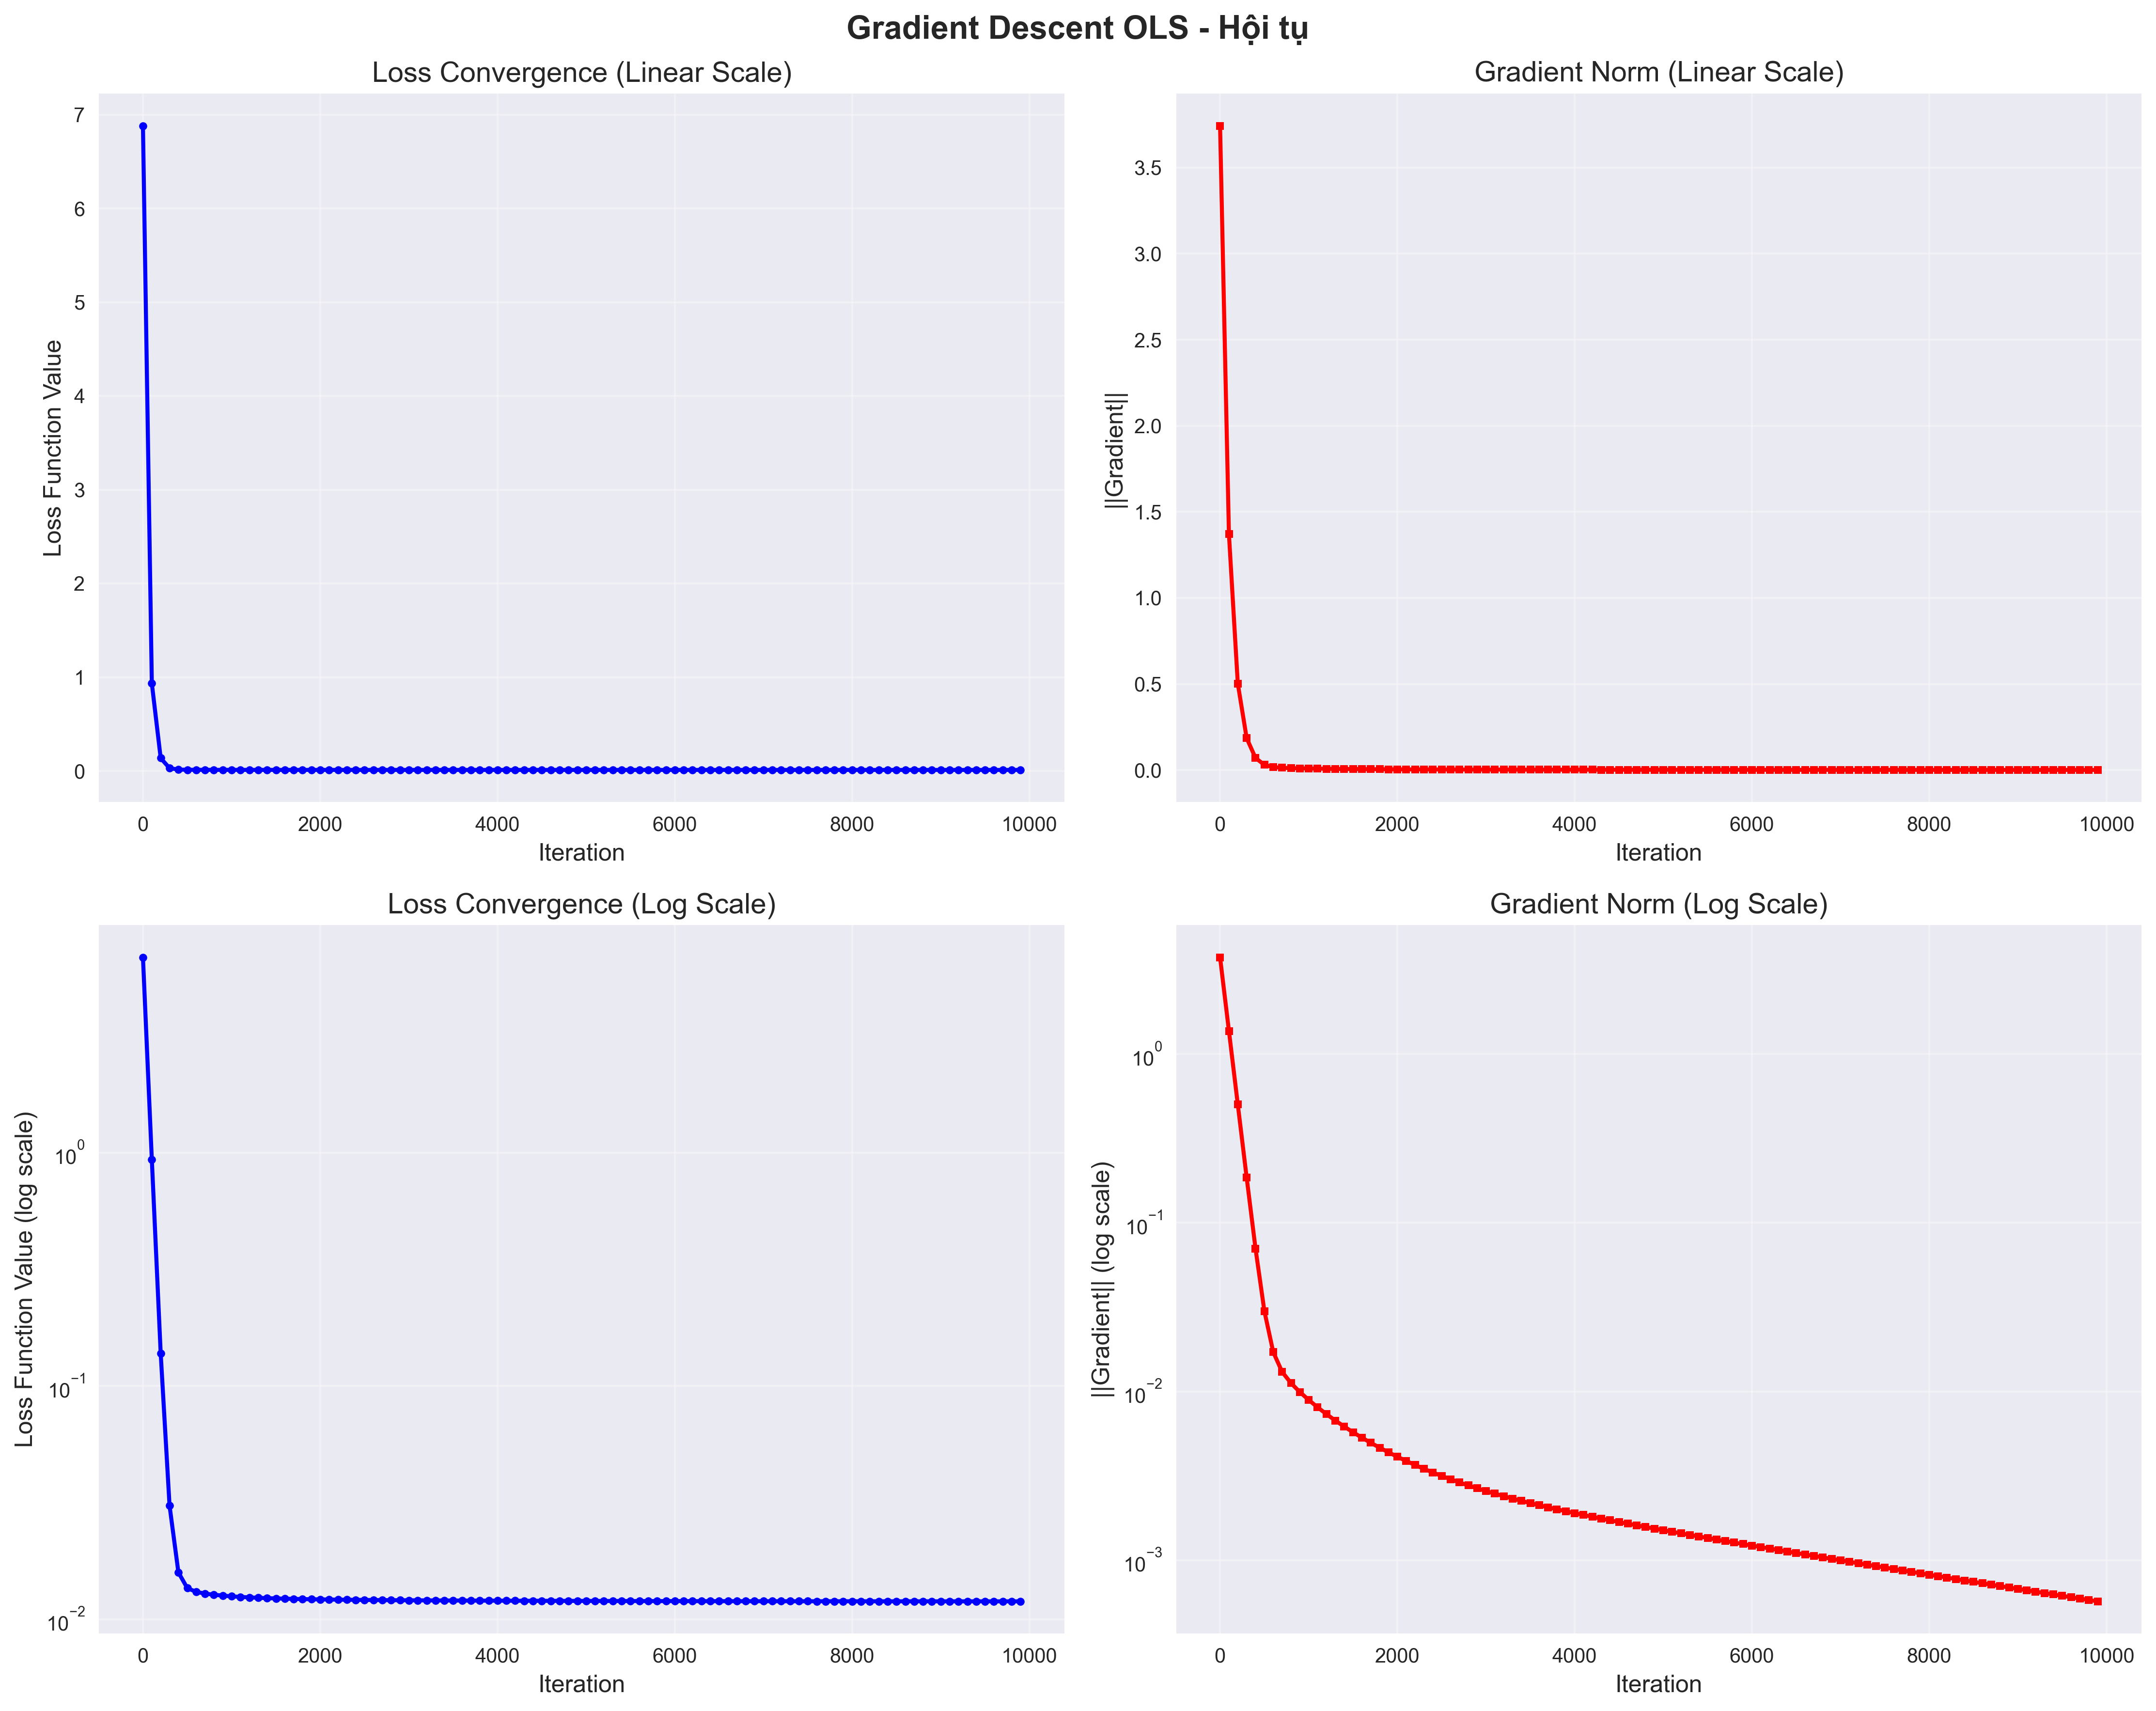 Gradient Descent OLS - Hội tụ
Loss Convergence (Linear Scale)
Loss Function Value
7
6
5
4
3
2
1
0
0 2000 4000 6000 8000 10000
Iteration
Gradient Norm (Linear Scale)
||Gradient||
3.5
3.0
2.5
2.0
1.5
1.0
0.5
0.0
0 2000 4000 6000 8000 10000
Iteration
Loss Convergence (Log Scale)
Loss Function Value (log scale)
10⁰
10⁻¹
10⁻²
0 2000 4000 6000 8000 10000
Iteration
Gradient Norm (Log Scale)
||Gradient|| (log scale)
10⁰
10⁻¹
10⁻²
10⁻³
0 2000 4000 6000 8000 10000
Iteration